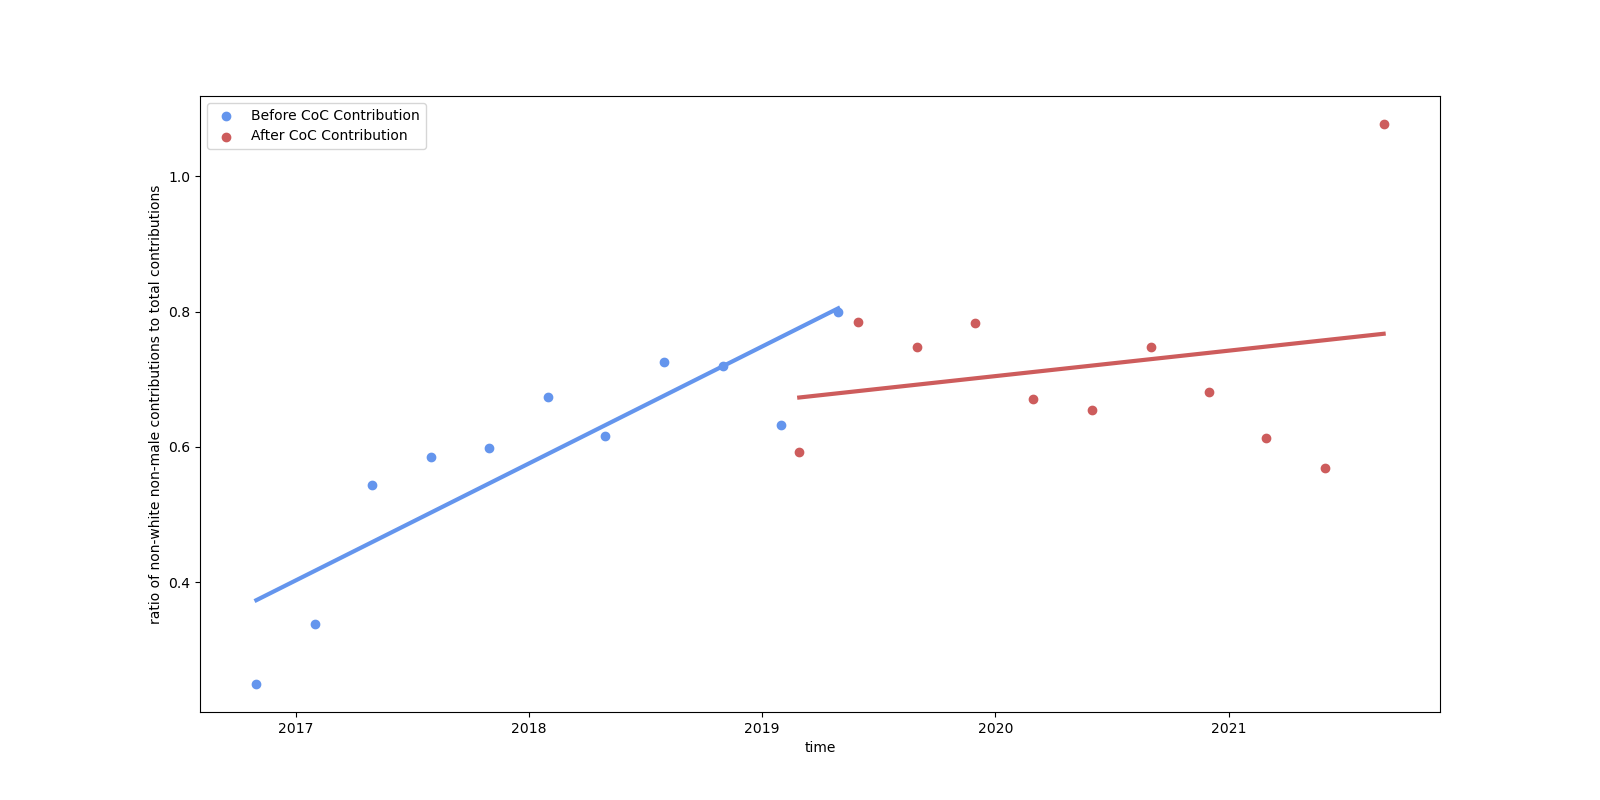 Before CoC Contribution
After CoC Contribution
ratio of non-white non-male contributions to total contributions
1.0
0.8
0.6
0.4
2017 2018 2019 2020 2021
time